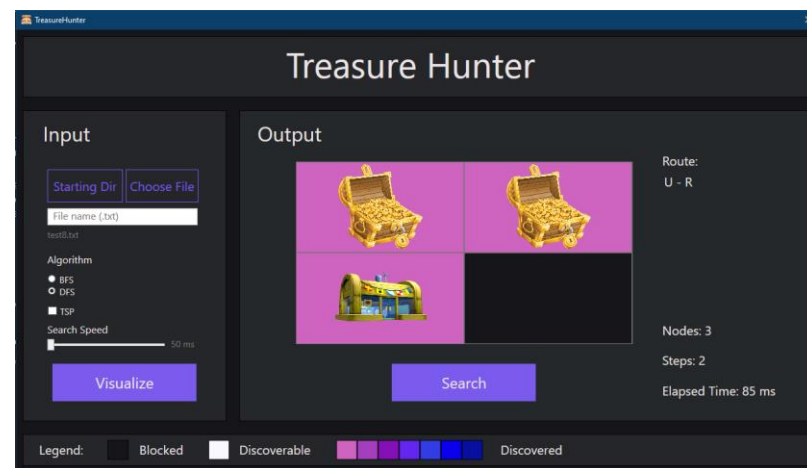 TreasureHunter
Treasure Hunter
Input
Starting Dir
Choose File
File name (.txt)
test8.txt
Algorithm
BFS
DFS
TSP
Search Speed
50 ms
Visualize
Output
Search
Route:
U - R
Nodes: 3
Steps: 2
Elapsed Time: 85 ms
Legend:
Blocked
Discoverable
Discovered